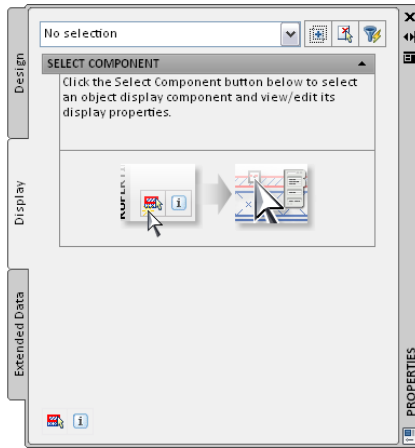 No selection
Design
SELECT COMPONENT
Click the Select Component button below to select
an object display component and view/edit its
display properties.
Display
Extended Data
PROPERTIES